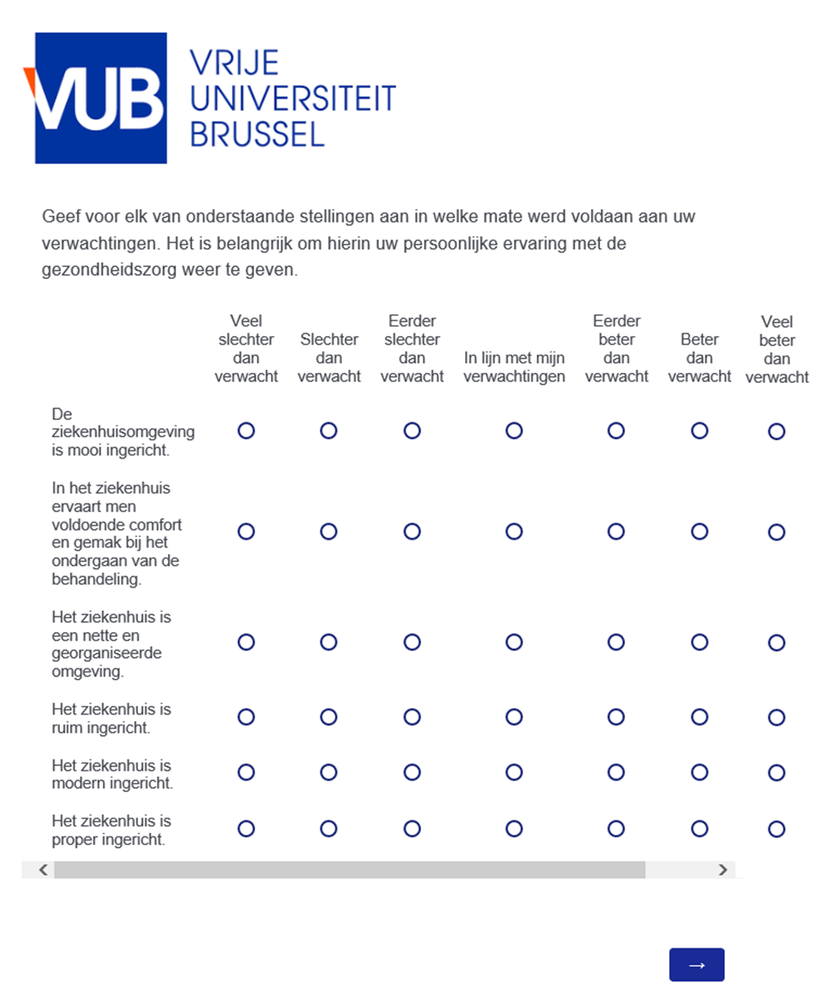 VUB
VRIJE
UNIVERSITEIT
BRUSSEL
Geef voor elk van onderstaande stellingen aan in welke mate werd voldaan aan uw
verwachtingen. Het is belangrijk om hierin uw persoonlijke ervaring met de
gezondheidszorg weer te geven.
Veel
slechter
dan
verwacht
Slechter
dan
verwacht
Eerder
slechter
dan
verwacht
In lijn met mijn
verwachtingen
Eerder
beter
dan
verwacht
Beter
dan
verwacht
Veel
beter
dan
verwacht
De
ziekenhuisomgeving
is mooi ingericht.
In het ziekenhuis
ervaart men
voldoende comfort
en gemak bij het
ondergaan van de
behandeling.
Het ziekenhuis is
een nette en
georganiseerde
omgeving.
Het ziekenhuis is
ruim ingericht.
Het ziekenhuis is
modern ingericht.
Het ziekenhuis is
proper ingericht.
→